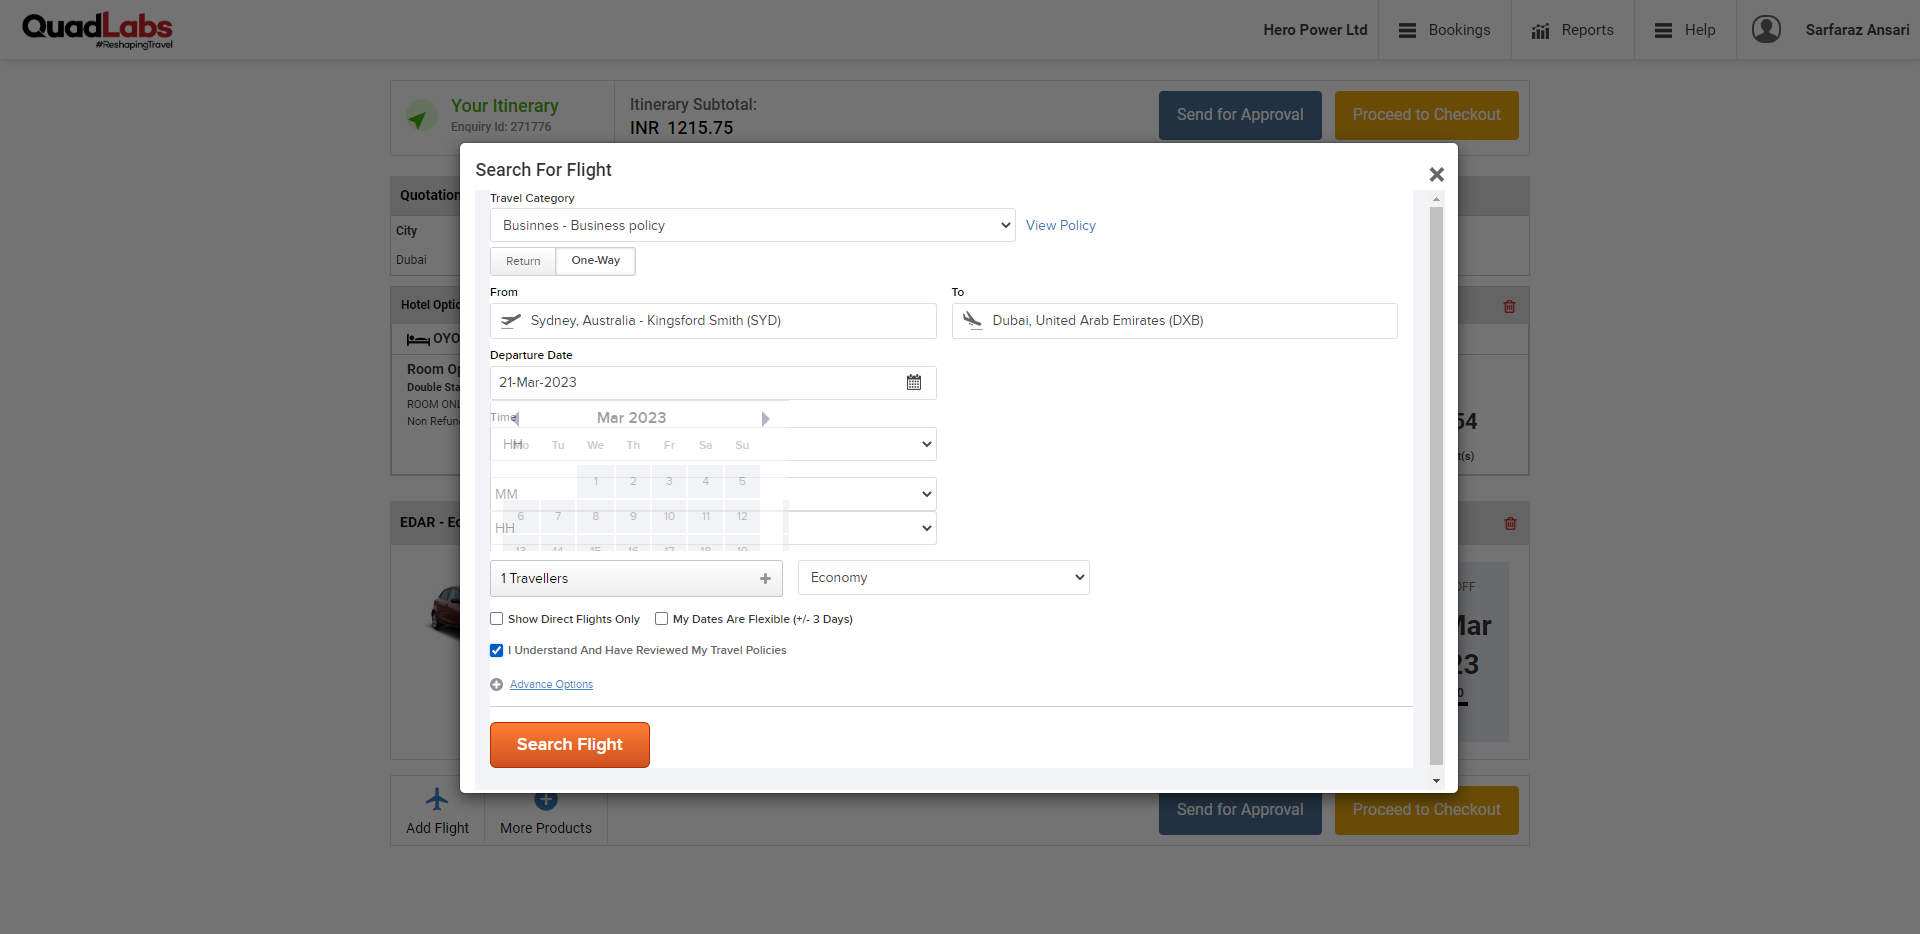 QuadLabs
#ReshapingTravel
Hero Power Ltd
Bookings
Reports
Help
Sarfaraz Ansari
Your Itinerary
Enquiry Id: 271776
Itinerary Subtotal:
INR 1215.75
Send for Approval
Proceed to Checkout
Quotation
City
Dubai
Hotel Optio
OYO
Room Op
Double Sta
ROOM ONL
Non Refun
54
t(s)
EDAR - Ec
OFF
Mar
23
Search For Flight
Travel Category
Businnes - Business policy
View Policy
Return
One-Way
From
To
Sydney, Australia - Kingsford Smith (SYD)
Dubai, United Arab Emirates (DXB)
Departure Date
21-Mar-2023
Time
Mar 2023
HH
Mo Tu We Th Fr Sa Su
1 2 3 4 5
MM
6 7 8 9 10 11 12
HH
13 14 15 16 17 18 19
1 Travellers
Economy
Show Direct Flights Only
My Dates Are Flexible (+/- 3 Days)
I Understand And Have Reviewed My Travel Policies
Advance Options
Search Flight
Add Flight
More Products
Send for Approval
Proceed to Checkout